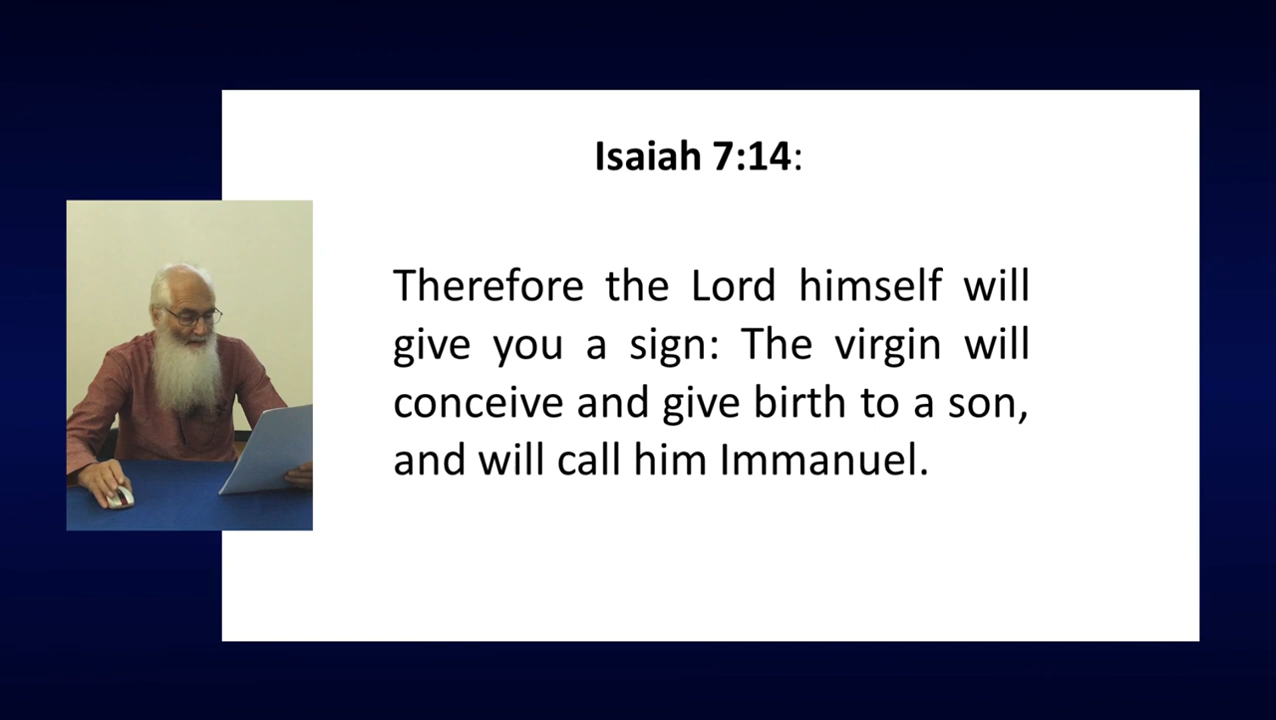 Isaiah 7:14:
Therefore the Lord himself will
give you a sign: The virgin will
conceive and give birth to a son,
and will call him Immanuel.